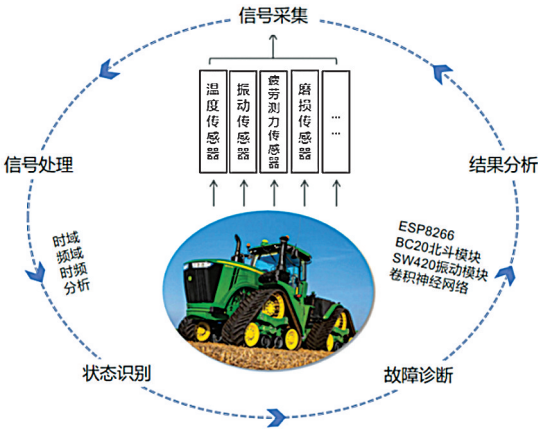 信号采集
温度传感器
振动传感器
疲劳测力传感器
磨损传感器
……
信号处理
结果分析
时域
频域
时频
分析
ESP8266
BC20北斗模块
SW420振动模块
卷积神经网络
状态识别
故障诊断